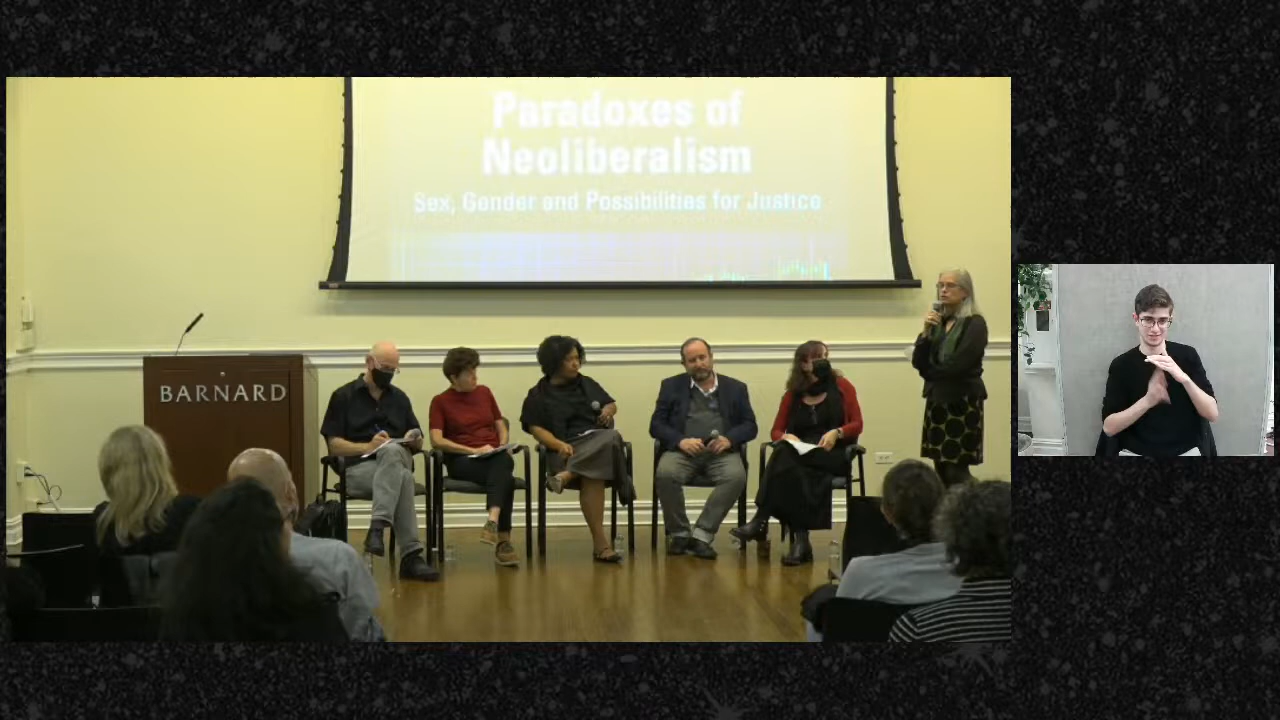 Paradoxes of
Neoliberalism
Sex, Gender and Possibilities for Justice
BARNARD